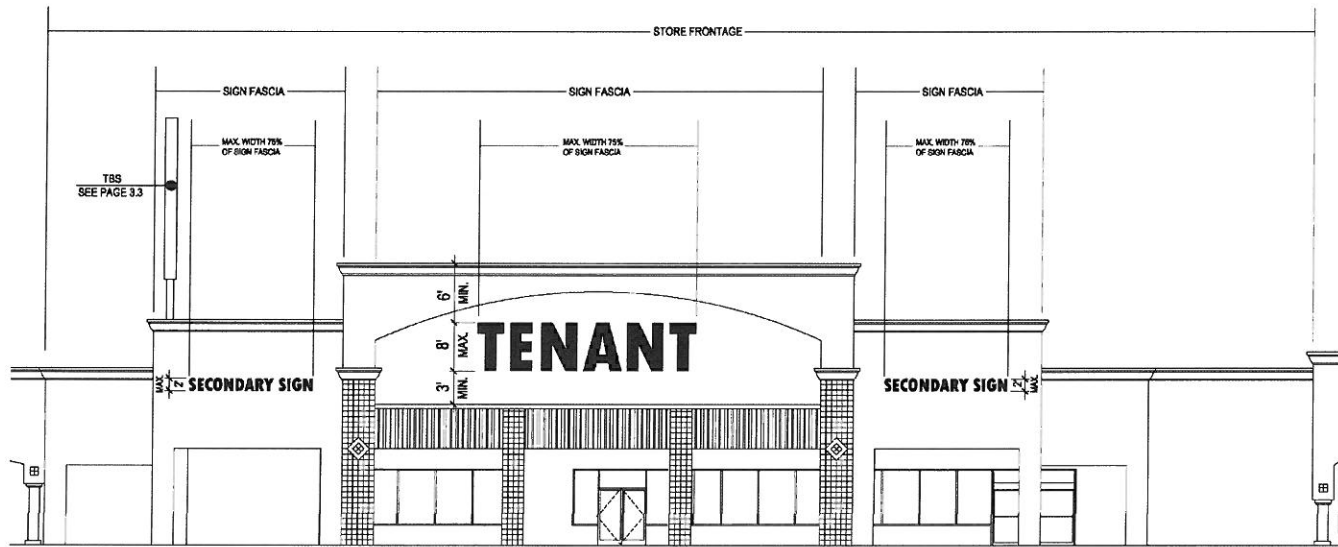 STORE FRONTAGE
SIGN FASCIA
SIGN FASCIA
SIGN FASCIA
MAX. WIDTH 75%
OF SIGN FASCIA
MAX. WIDTH 75%
OF SIGN FASCIA
MAX. WIDTH 75%
OF SIGN FASCIA
TBS
SEE PAGE 3.3
6' MIN.
8' MAX.
3' MIN.
TENANT
MAX. 2'
SECONDARY SIGN
SECONDARY SIGN
2' MAX.